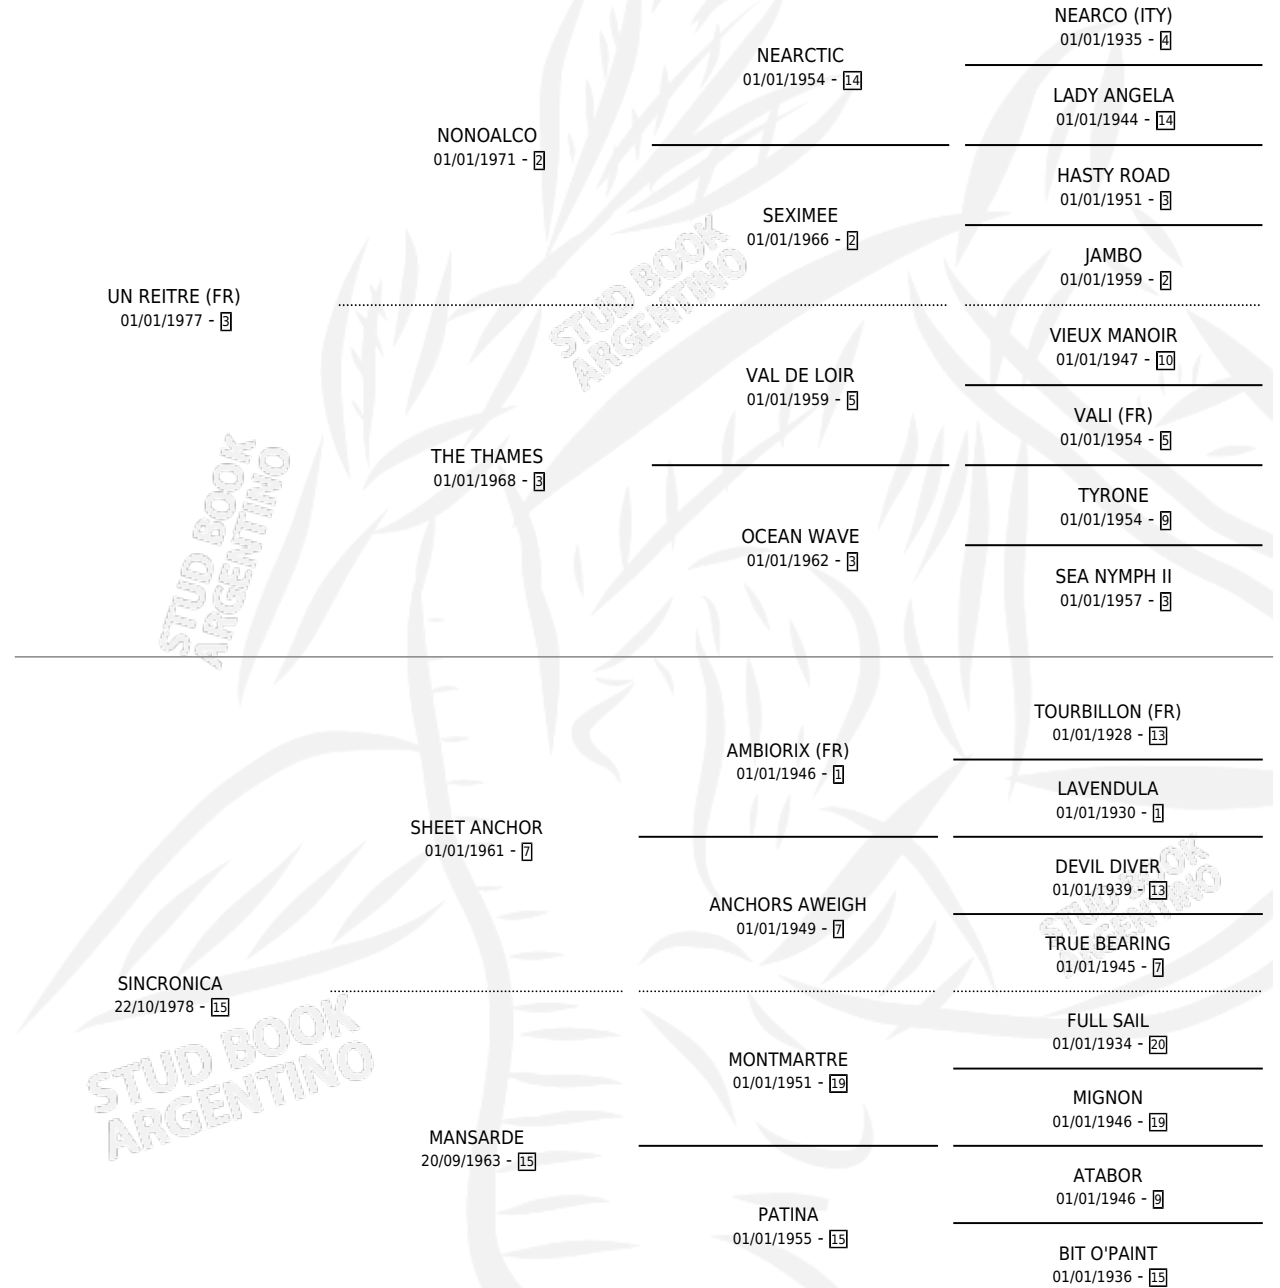 NEARCO (ITY)
01/01/1935 - 4
NEARCTIC
01/01/1954 - 14
LADY ANGELA
01/01/1944 - 14
NONOALCO
01/01/1971 - 2
HASTY ROAD
01/01/1951 - 3
SEXIMEE
01/01/1966 - 2
JAMBO
01/01/1959 - 2
UN REITRE (FR)
01/01/1977 - 3
VIEUX MANOIR
01/01/1947 - 10
VAL DE LOIR
01/01/1959 - 5
VALI (FR)
01/01/1954 - 5
THE THAMES
01/01/1968 - 3
TYRONE
01/01/1954 - 9
OCEAN WAVE
01/01/1962 - 3
SEA NYMPH II
01/01/1957 - 3
STUD BOOK
ARGENTINO
STUD BOOK
ARGENTINO
TOURBILLON (FR)
01/01/1928 - 13
AMBIORIX (FR)
01/01/1946 - 1
LAVENDULA
01/01/1930 - 1
SHEET ANCHOR
01/01/1961 - 7
DEVIL DIVER
01/01/1939 - 13
ANCHORS AWEIGH
01/01/1949 - 7
TRUE BEARING
01/01/1945 - 7
SINCRONICA
22/10/1978 - 15
FULL SAIL
01/01/1934 - 20
MONTMARTRE
01/01/1951 - 19
MIGNON
01/01/1946 - 19
MANSARDE
20/09/1963 - 15
ATABOR
01/01/1946 - 9
PATINA
01/01/1955 - 15
BIT O'PAINT
01/01/1936 - 15
STUD BOOK
ARGENTINO
STUD BOOK
ARGENTINO